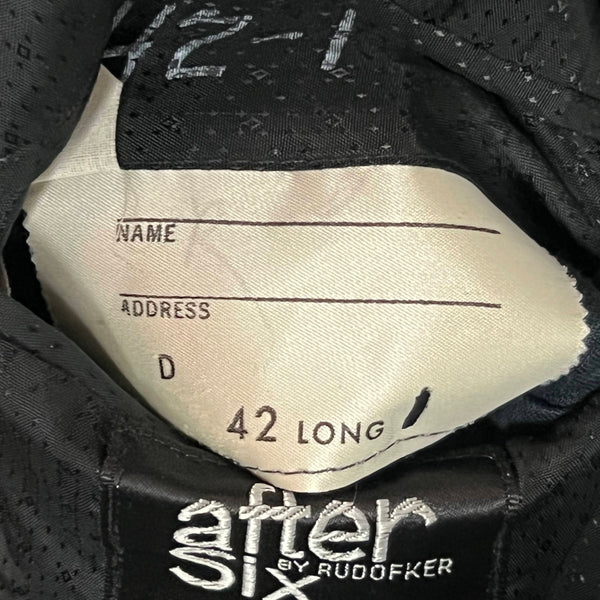 42-1
NAME
ADDRESS
D
42 LONG
after
six BY RUDOFKER